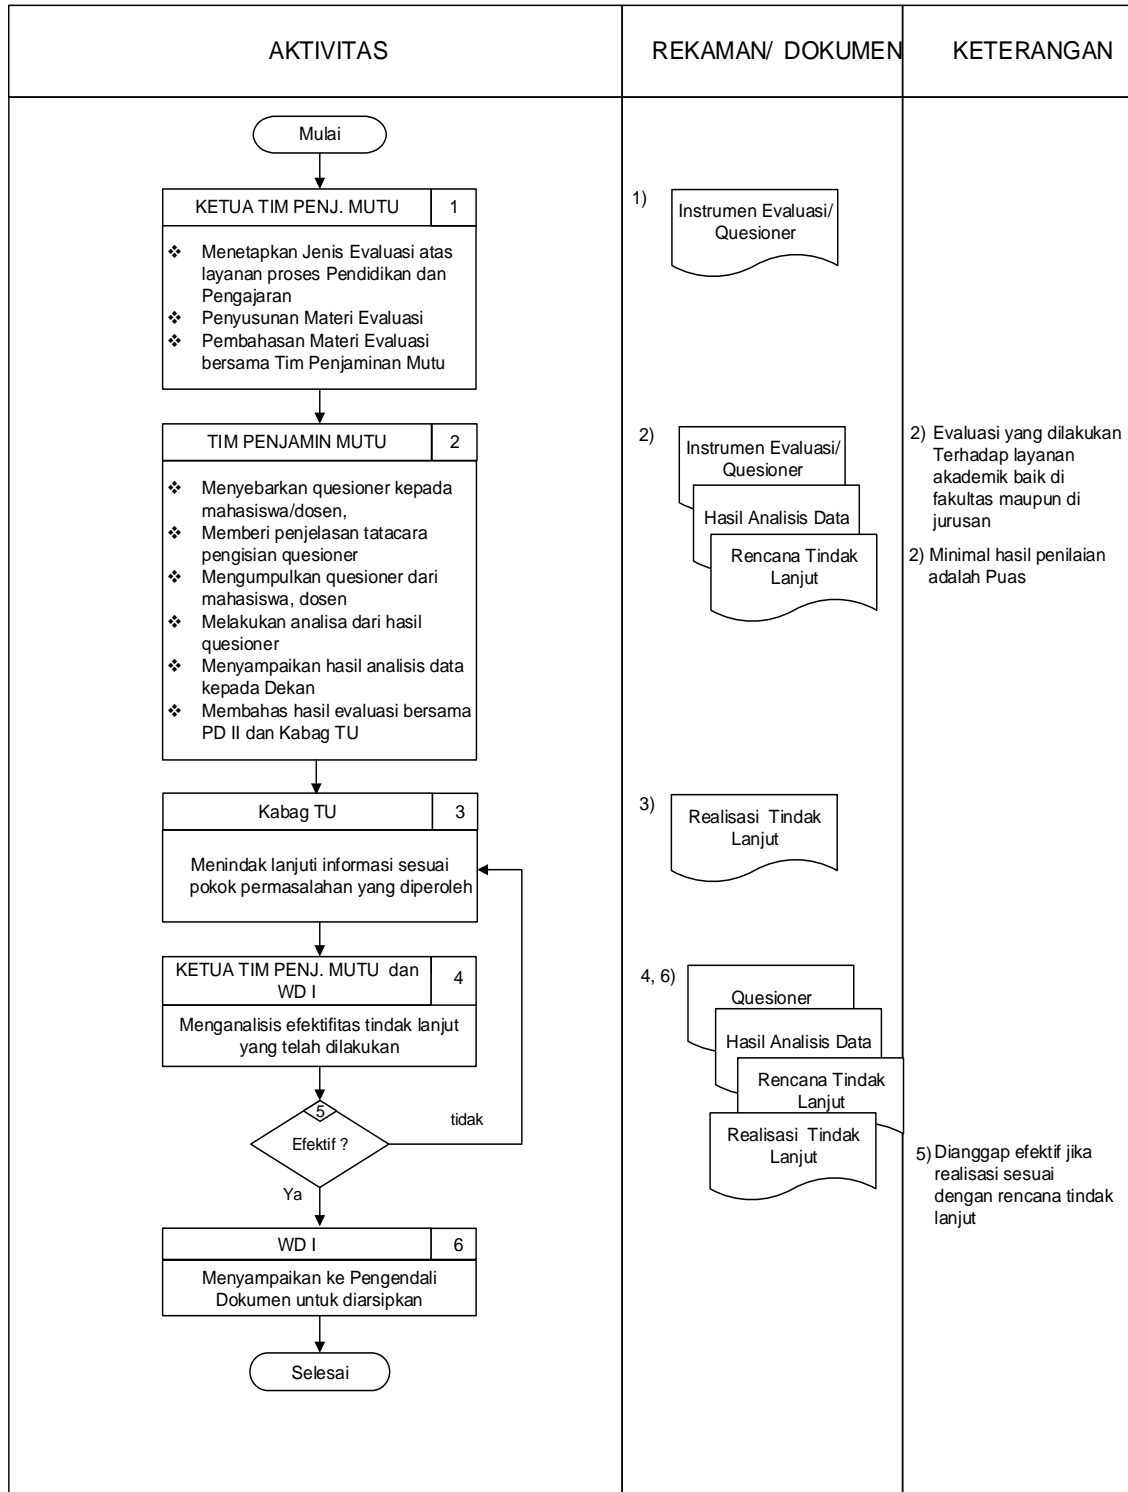 AKTIVITAS
REKAMAN/ DOKUMEN
KETERANGAN
Mulai
KETUA TIM PENJ. MUTU
1
❖ Menetapkan Jenis Evaluasi atas
layanan proses Pendidikan dan
Pengajaran
❖ Penyusunan Materi Evaluasi
❖ Pembahasan Materi Evaluasi
bersama Tim Penjaminan Mutu
1)
Instrumen Evaluasi/
Quesioner
TIM PENJAMIN MUTU
2
❖ Menyebarkan quesioner kepada
mahasiswa/dosen,
❖ Memberi penjelasan tatacara
pengisian quesioner
❖ Mengumpulkan quesioner dari
mahasiswa, dosen
❖ Melakukan analisa dari hasil
quesioner
❖ Menyampaikan hasil analisis data
kepada Dekan
❖ Membahas hasil evaluasi bersama
PD II dan Kabag TU
2)
Instrumen Evaluasi/
Quesioner
Hasil Analisis Data
Rencana Tindak
Lanjut
2) Evaluasi yang dilakukan
Terhadap layanan
akademik baik di
fakultas maupun di
jurusan
2) Minimal hasil penilaian
adalah Puas
Kabag TU
3
Menindak lanjuti informasi sesuai
pokok permasalahan yang diperoleh
3)
Realisasi Tindak
Lanjut
KETUA TIM PENJ. MUTU dan
WD I
4
Menganalisis efektifitas tindak lanjut
yang telah dilakukan
4, 6)
Quesioner
Hasil Analisis Data
Rencana Tindak
Lanjut
Realisasi Tindak
Lanjut
5
Efektif ?
tidak
Ya
5) Dianggap efektif jika
realisasi sesuai
dengan rencana tindak
lanjut
WD I
6
Menyampaikan ke Pengendali
Dokumen untuk diarsipkan
Selesai